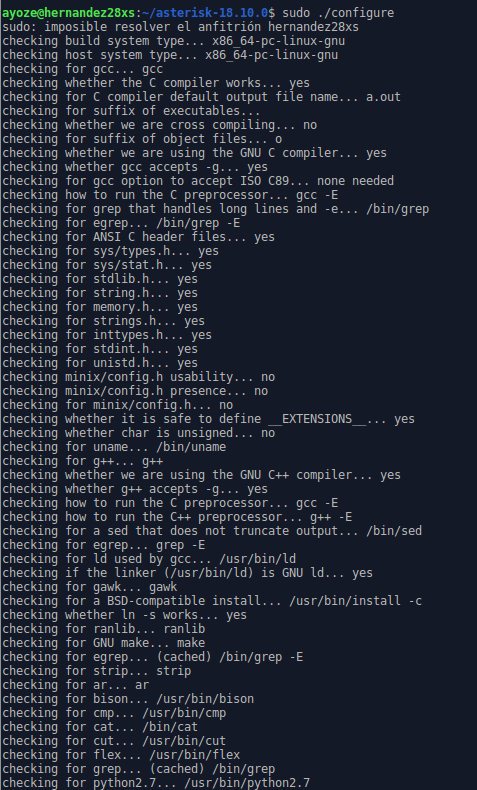 ayoze@hernandez28xs:~/asterisk-18.10.0$ sudo ./configure
sudo: imposible resolver el anfitrión hernandez28xs
checking build system type... x86_64-pc-linux-gnu
checking host system type... x86_64-pc-linux-gnu
checking for gcc... gcc
checking whether the C compiler works... yes
checking for C compiler default output file name... a.out
checking for suffix of executables...
checking whether we are cross compiling... no
checking for suffix of object files... o
checking whether we are using the GNU C compiler... yes
checking whether gcc accepts -g... yes
checking for gcc option to accept ISO C89... none needed
checking how to run the C preprocessor... gcc -E
checking for grep that handles long lines and -e... /bin/grep
checking for egrep... /bin/grep -E
checking for ANSI C header files... yes
checking for sys/types.h... yes
checking for sys/stat.h... yes
checking for stdlib.h... yes
checking for string.h... yes
checking for memory.h... yes
checking for strings.h... yes
checking for inttypes.h... yes
checking for stdint.h... yes
checking for unistd.h... yes
checking minix/config.h usability... no
checking minix/config.h presence... no
checking for minix/config.h... no
checking whether it is safe to define __EXTENSIONS__... yes
checking whether char is unsigned... no
checking for uname... /bin/uname
checking for g++... g++
checking whether we are using the GNU C++ compiler... yes
checking whether g++ accepts -g... yes
checking how to run the C preprocessor... gcc -E
checking how to run the C++ preprocessor... g++ -E
checking for a sed that does not truncate output... /bin/sed
checking for egrep... grep -E
checking for ld used by gcc... /usr/bin/ld
checking if the linker (/usr/bin/ld) is GNU ld... yes
checking for gawk... gawk
checking for a BSD-compatible install... /usr/bin/install -c
checking whether ln -s works... yes
checking for ranlib... ranlib
checking for GNU make... make
checking for egrep... (cached) /bin/grep -E
checking for strip... strip
checking for ar... ar
checking for bison... /usr/bin/bison
checking for cmp... /usr/bin/cmp
checking for cat... /bin/cat
checking for cut... /usr/bin/cut
checking for flex... /usr/bin/flex
checking for grep... (cached) /bin/grep
checking for python2.7... /usr/bin/python2.7